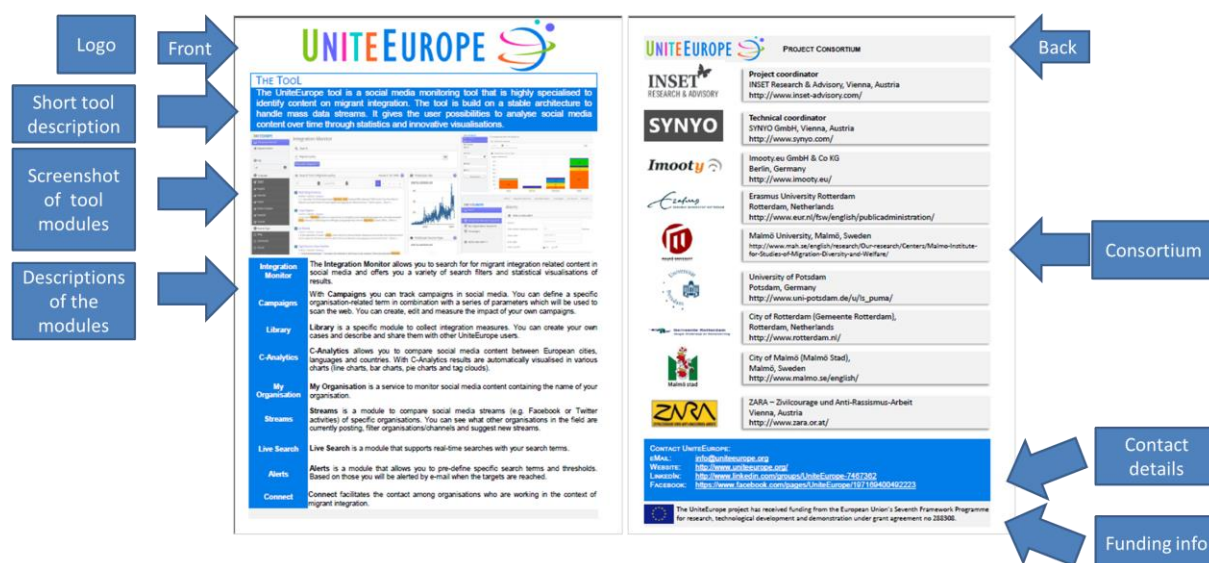 Logo
Front
Short tool
description
Screenshot
of tool
modules
Descriptions
of the
modules
UNITEEUROPE
THE TOOL
The UniteEurope tool is a social media monitoring tool that is highly specialised to
identify content on migrant integration. The tool is build on a stable architecture to
handle mass data streams. It gives the user possibilities to analyse social media
content over time through statistics and innovative visualisations.
Integration Monitor
Integration
Monitor
The Integration Monitor allows you to search for for migrant integration related content in
social media and offers you a variety of search filters and statistical visualisations of
results.
Campaigns
With Campaigns you can track campaigns in social media. You can define a specific
organisation-related term in combination with a series of parameters which will be used to
scan the web. You can create, edit and measure the impact of your own campaigns.
Library
Library is a specific module to collect integration measures. You can create your own
cases and describe and share them with other UniteEurope users.
C-Analytics
C-Analytics allows you to compare social media content between European cities,
languages and countries. With C-Analytics results are automatically visualised in various
charts (line charts, bar charts, pie charts and tag clouds).
My
Organisation
My Organisation is a service to monitor social media content containing the name of your
organisation.
Streams
Streams is a module to compare social media streams (e.g. Facebook or Twitter
activities) of specific organisations. You can see what other organisations in the field are
currently posting, filter organisations/channels and suggest new streams.
Live Search
Live Search is a module that supports real-time searches with your search terms.
Alerts
Alerts is a module that allows you to pre-define specific search terms and thresholds.
Based on those you will be alerted by e-mail when the targets are reached.
Connect
Connect facilitates the contact among organisations who are working in the context of
migrant integration.
UNITEEUROPE
PROJECT CONSORTIUM
INSET
RESEARCH & ADVISORY
Project coordinator
INSET Research & Advisory, Vienna, Austria
http://www.inset-advisory.com/
SYNYO
Technical coordinator
SYNYO GmbH, Vienna, Austria
http://www.synyo.com/
Imooty
Imooty.eu GmbH & Co KG
Berlin, Germany
http://www.imooty.eu/
Erasmus University Rotterdam
Rotterdam, Netherlands
http://www.eur.nl/fsw/english/publicadministration/
Malmö University, Malmö, Sweden
http://www.mah.se/english/research/Our-research/Centers/Malmo-Institute-
for-Studies-of-Migration-Diversity-and-Welfare/
University of Potsdam
Potsdam, Germany
http://www.uni-potsdam.de/u/ls_puma/
City of Rotterdam (Gemeente Rotterdam),
Rotterdam, Netherlands
http://www.rotterdam.nl/
Malmö stad
City of Malmö (Malmö Stad),
Malmö, Sweden
http://www.malmo.se/english/
ZARA
ZARA – Zivilcourage und Anti-Rassismus-Arbeit
Vienna, Austria
http://www.zara.or.at/
CONTACT UNITEEUROPE:
EMAIL: info@uniteeurope.org
WEBSITE: http://www.uniteeurope.org/
LINKEDIN: http://www.linkedin.com/groups/UniteEurope-7467362
FACEBOOK: https://www.facebook.com/pages/UniteEurope/197169400492223
The UniteEurope project has received funding from the European Union's Seventh Framework Programme
for research, technological development and demonstration under grant agreement no 288308.
Back
Consortium
Contact
details
Funding info